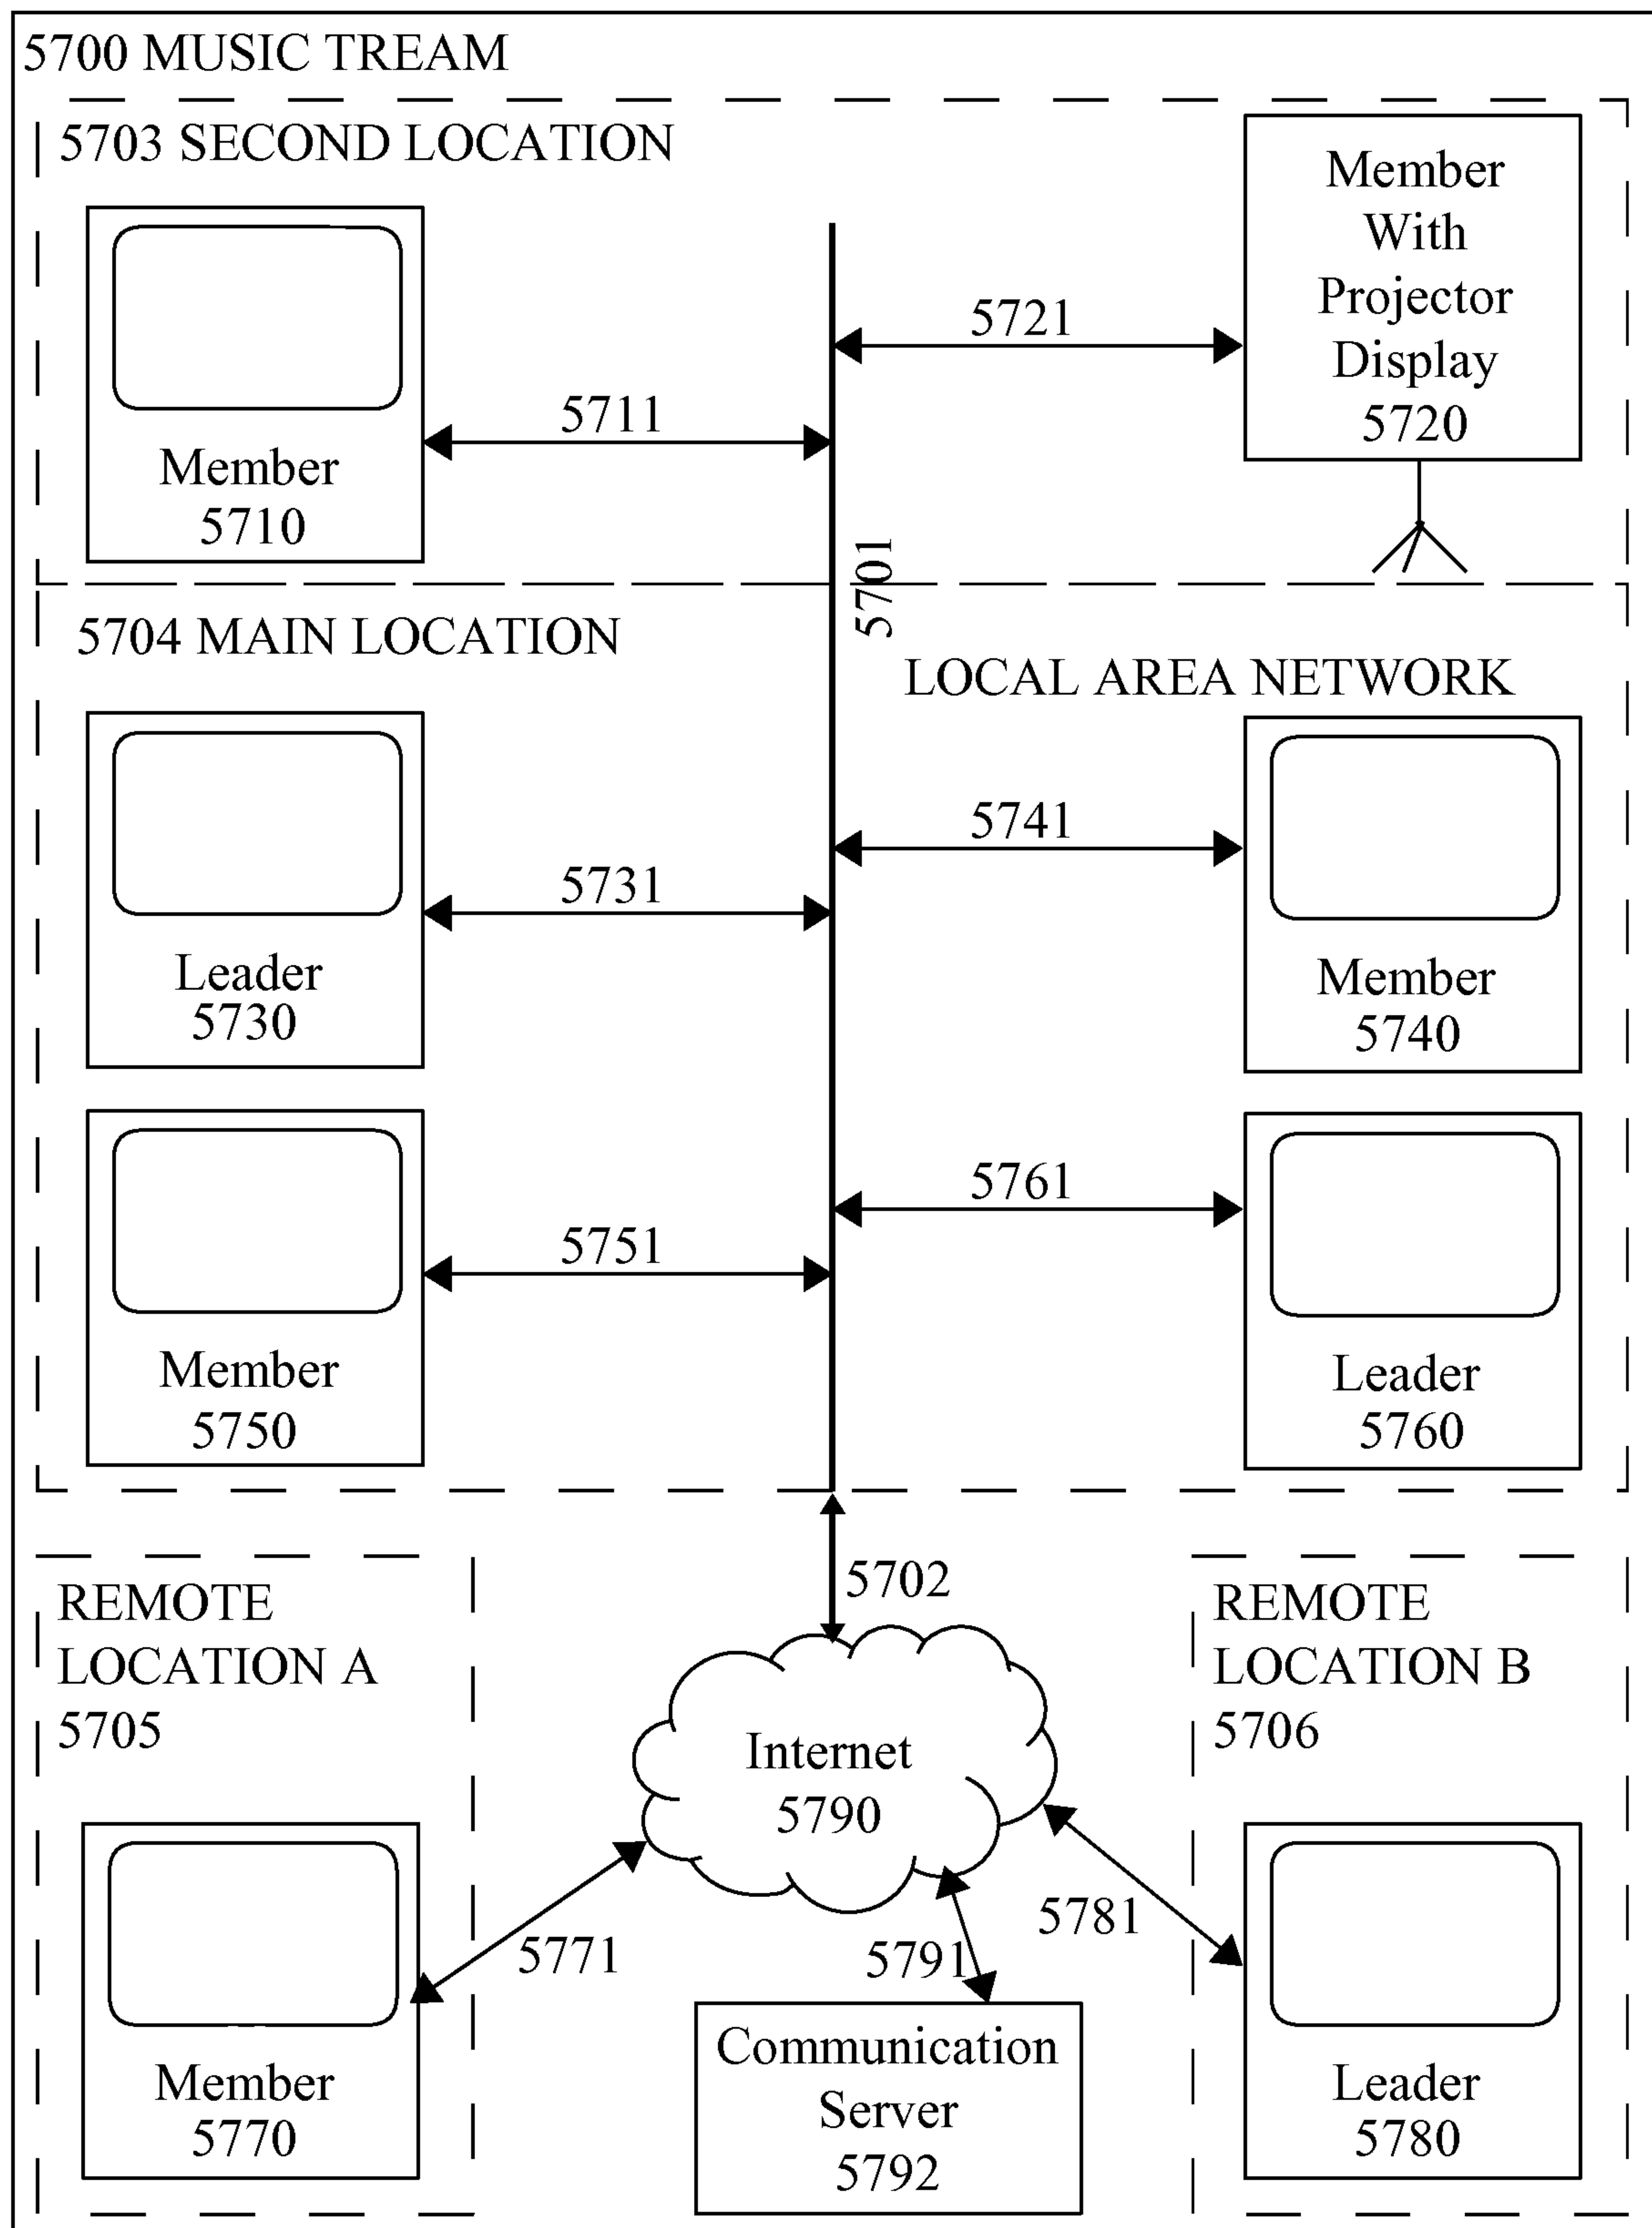 5700 MUSIC TREAM
5703 SECOND LOCATION
Member
With
Projector
Display
5720
5721
5711
Member
5710
5701
5704 MAIN LOCATION
LOCAL AREA NETWORK
5741
5731
Leader
5730
Member
5740
5761
5751
Member
5750
Leader
5760
5702
REMOTE
LOCATION A
5705
REMOTE
LOCATION B
5706
Internet
5790
5771
5791
5781
Member
5770
Communication
Server
5792
Leader
5780